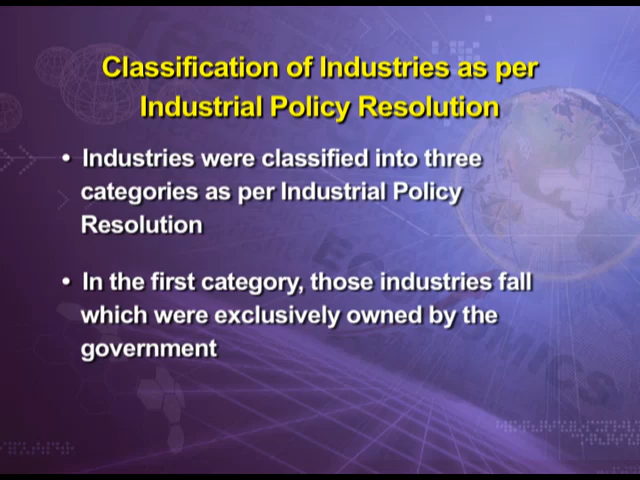 Classification of Industries as per
Industrial Policy Resolution
• Industries were classified into three
categories as per Industrial Policy
Resolution
• In the first category, those industries fall
which were exclusively owned by the
government
ECONOMICS